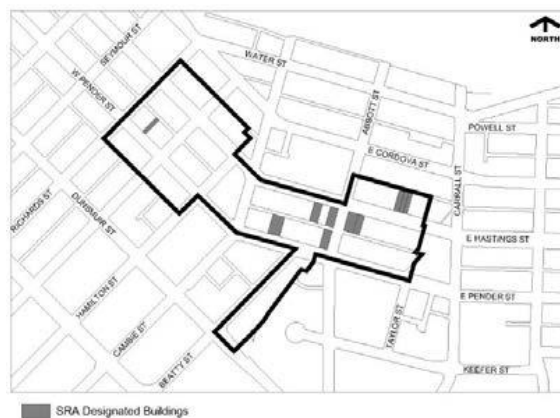 NORTH
SEYMOUR ST
WATER ST
W PENDER ST
ABBOTT ST
POWELL ST
E CORDOVA ST
CARRALL ST
RICHARDS ST
DUNSMUIR ST
E HASTINGS ST
HAMILTON ST
E PENDER ST
CAMBIE ST
TAYLOR ST
BEATTY ST
KEEFER ST
SRA Designated Buildings